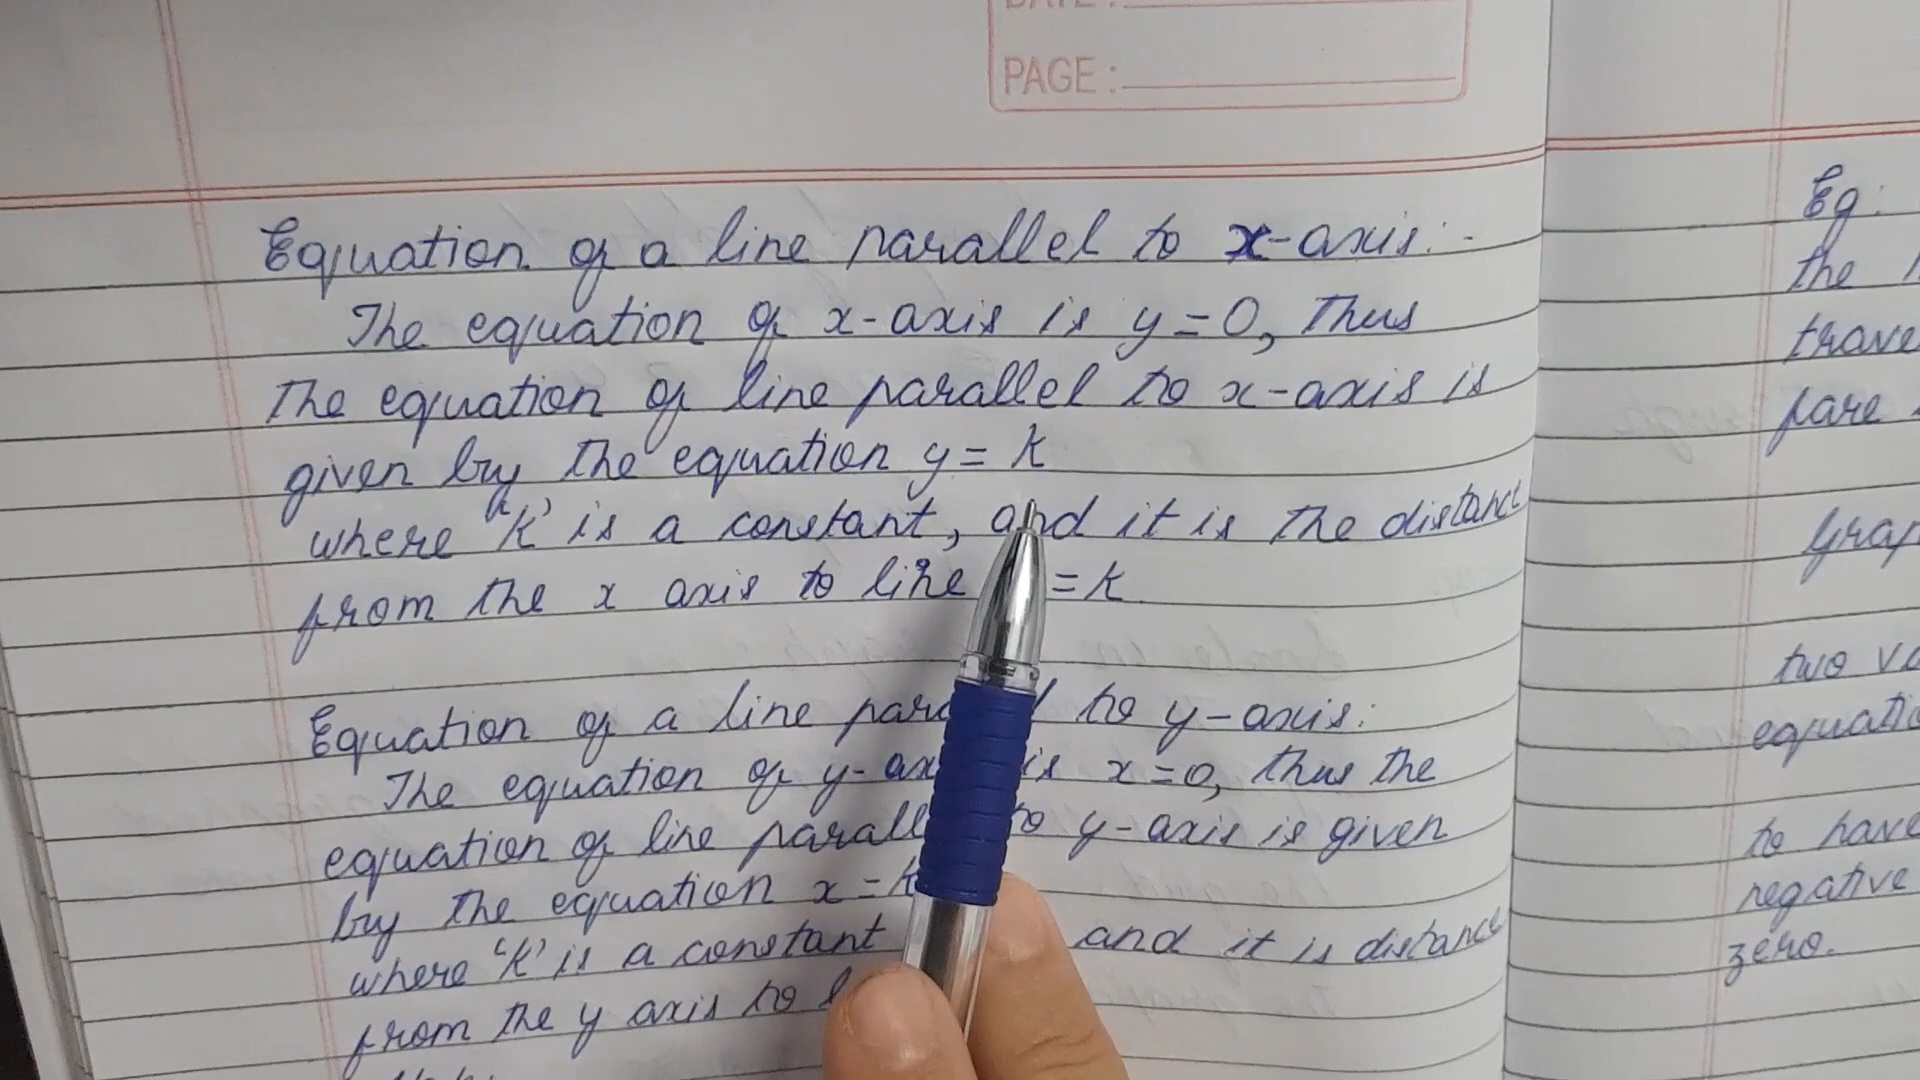 DATE:
PAGE:
Equation of a line parallel to x-axis:-
The equation of x-axis is y=0, Thus
The equation of line parallel to x-axis is
given by the equation y= k
where 'k' is a constant, and it is the distance
from the x axis to line =k
Equation of a line to y-axis:
The equation of y- is x=0, thus the
equation of line to y-axis is given
by the equation x=k
where 'k' is a constant and it is distance
from the y axis to
Eg:
the
pare
two
to have
negative
zero.